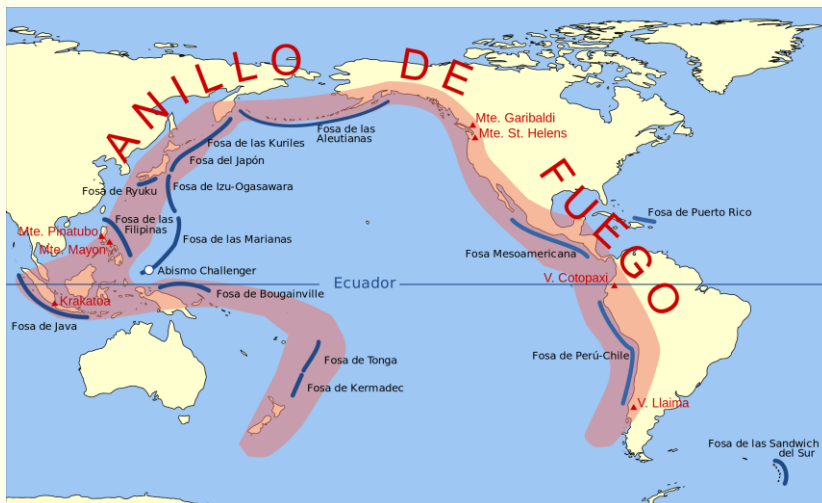 ANILLO DE FUEGO
Mte. Garibaldi
Mte. St. Helens
Fosa de las
Aleutianas
Fosa de las Kuriles
Fosa del Japón
Fosa de Izu-Ogasawara
Fosa de Ryuku
Fosa de las
Filipinas
Mte. Pinatubo
Mte. Mayon
Fosa de las Marianas
Abismo Challenger
Fosa de Puerto Rico
Fosa Mesoamericana
V. Cotopaxi
Ecuador
Krakatoa
Fosa de Bougainville
Fosa de Java
Fosa de Tonga
Fosa de Kermadec
Fosa de Perú-Chile
V. Llaima
Fosa de las Sandwich
del Sur